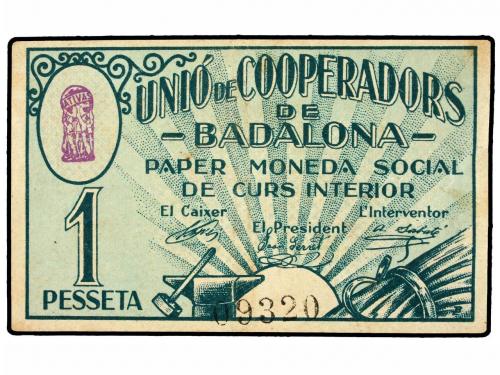 UNIÓ DE COOPERADORS
DE
-BADALONA-
PAPER MONEDA SOCIAL
DE CURS INTERIOR
El Caixer El President L'Interventor
1
PESSETA
09320